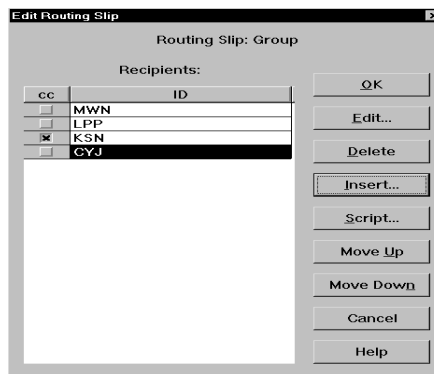 Edit Routing Slip
Routing Slip: Group
Recipients:
cc ID
MWN
LPP
KSN
CYJ
OK
Edit...
Delete
Insert...
Script...
Move Up
Move Down
Cancel
Help